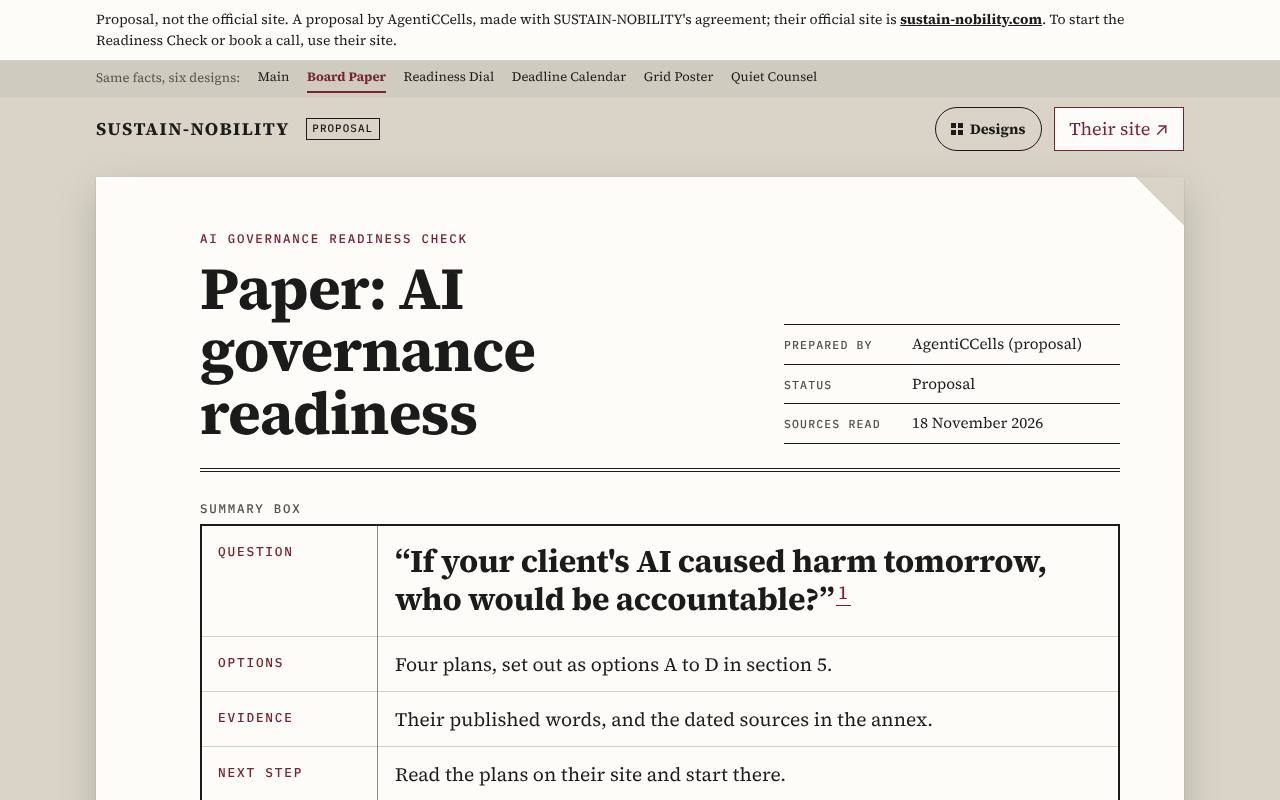 Proposal, not the official site. A proposal by AgentiCCells, made with SUSTAIN-NOBILITY's agreement; their official site is sustain-nobility.com. To start the
Readiness Check or book a call, use their site.
Same facts, six designs: Main Board Paper Readiness Dial Deadline Calendar Grid Poster Quiet Counsel
SUSTAIN-NOBILITY PROPOSAL Designs Their site ↗
AI GOVERNANCE READINESS CHECK
Paper: AI
governance
readiness
PREPARED BY AgentiCCells (proposal)
STATUS Proposal
SOURCES READ 18 November 2026
SUMMARY BOX
QUESTION “If your client's AI caused harm tomorrow,
who would be accountable?” 1
OPTIONS Four plans, set out as options A to D in section 5.
EVIDENCE Their published words, and the dated sources in the annex.
NEXT STEP Read the plans on their site and start there.